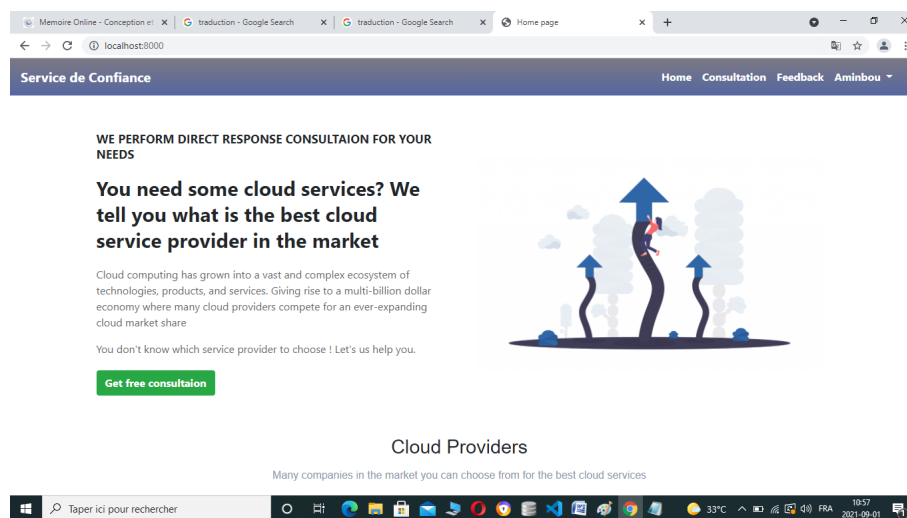 Memoire Online - Conception et
traduction - Google Search
traduction - Google Search
Home page
localhost:8000
Service de Confiance
Home Consultation Feedback Aminbou
WE PERFORM DIRECT RESPONSE CONSULTAION FOR YOUR
NEEDS
You need some cloud services? We
tell you what is the best cloud
service provider in the market
Cloud computing has grown into a vast and complex ecosystem of
technologies, products, and services. Giving rise to a multi-billion dollar
economy where many cloud providers compete for an ever-expanding
cloud market share
You don't know which service provider to choose ! Let's us help you.
Get free consultaion
Cloud Providers
Many companies in the market you can choose from for the best cloud services
Taper ici pour rechercher
33°C
FRA
10:57
2021-09-01